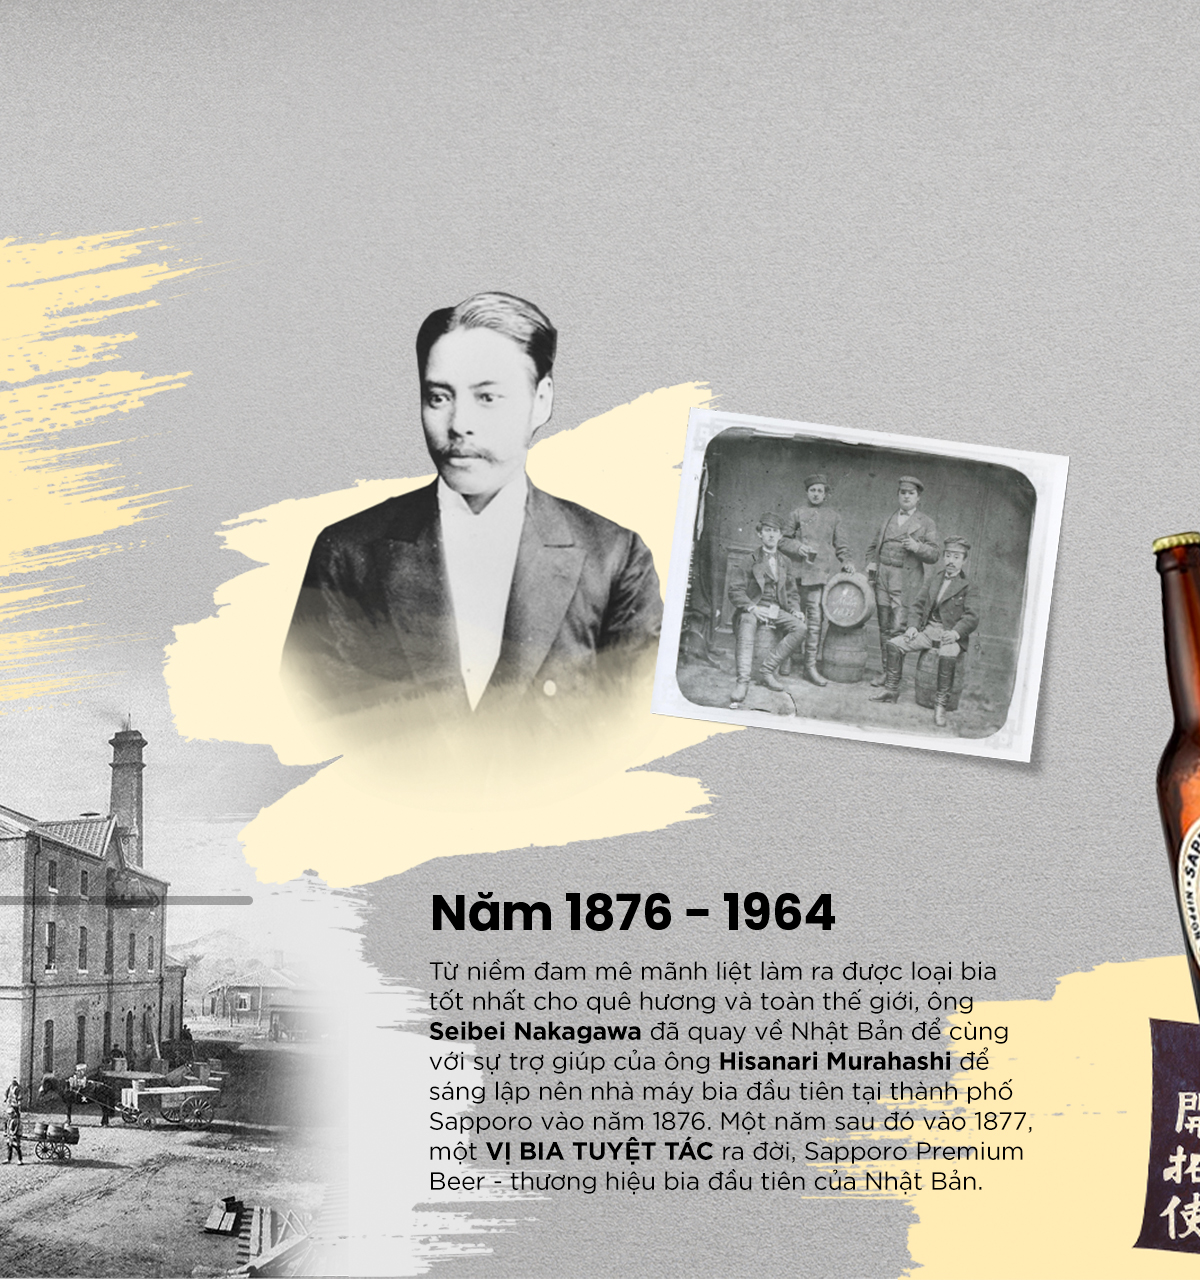 Năm 1876 - 1964
Từ niềm đam mê mãnh liệt làm ra được loại bia
tốt nhất cho quê hương và toàn thế giới, ông
Seibei Nakagawa đã quay về Nhật Bản để cùng
với sự trợ giúp của ông Hisanari Murahashi để
sáng lập nên nhà máy bia đầu tiên tại thành phố
Sapporo vào năm 1876. Một năm sau đó vào 1877,
một VỊ BIA TUYỆT TÁC ra đời, Sapporo Premium
Beer - thương hiệu bia đầu tiên của Nhật Bản.
開
拓
使